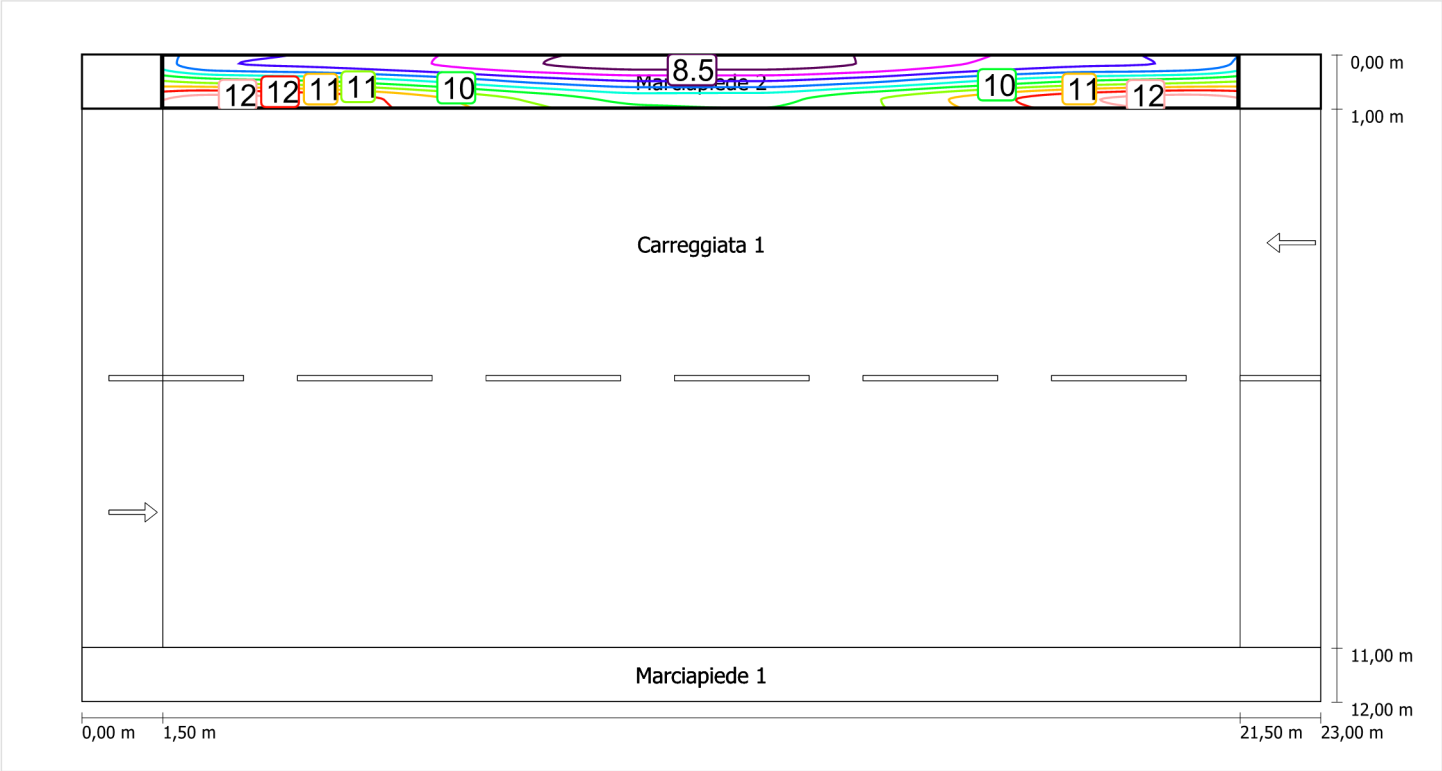 0,00 m
8.5
Marciapiede 2
12
12
11
11
10
10
11
12
1,00 m
Carreggiata 1
11,00 m
Marciapiede 1
12,00 m
0,00 m
1,50 m
21,50 m
23,00 m